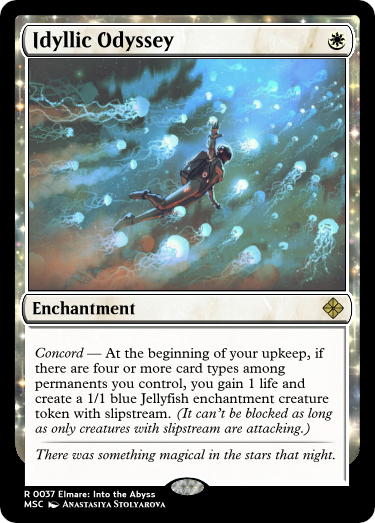 Idyllic Odyssey
Enchantment
Concord — At the beginning of your upkeep, if
there are four or more card types among
permanents you control, you gain 1 life and
create a 1/1 blue Jellyfish enchantment creature
token with slipstream. (It can't be blocked as long
as only creatures with slipstream are attacking.)
There was something magical in the stars that night.
R 0037 Elmare: Into the Abyss
MSC Anastasiya Stolyarova